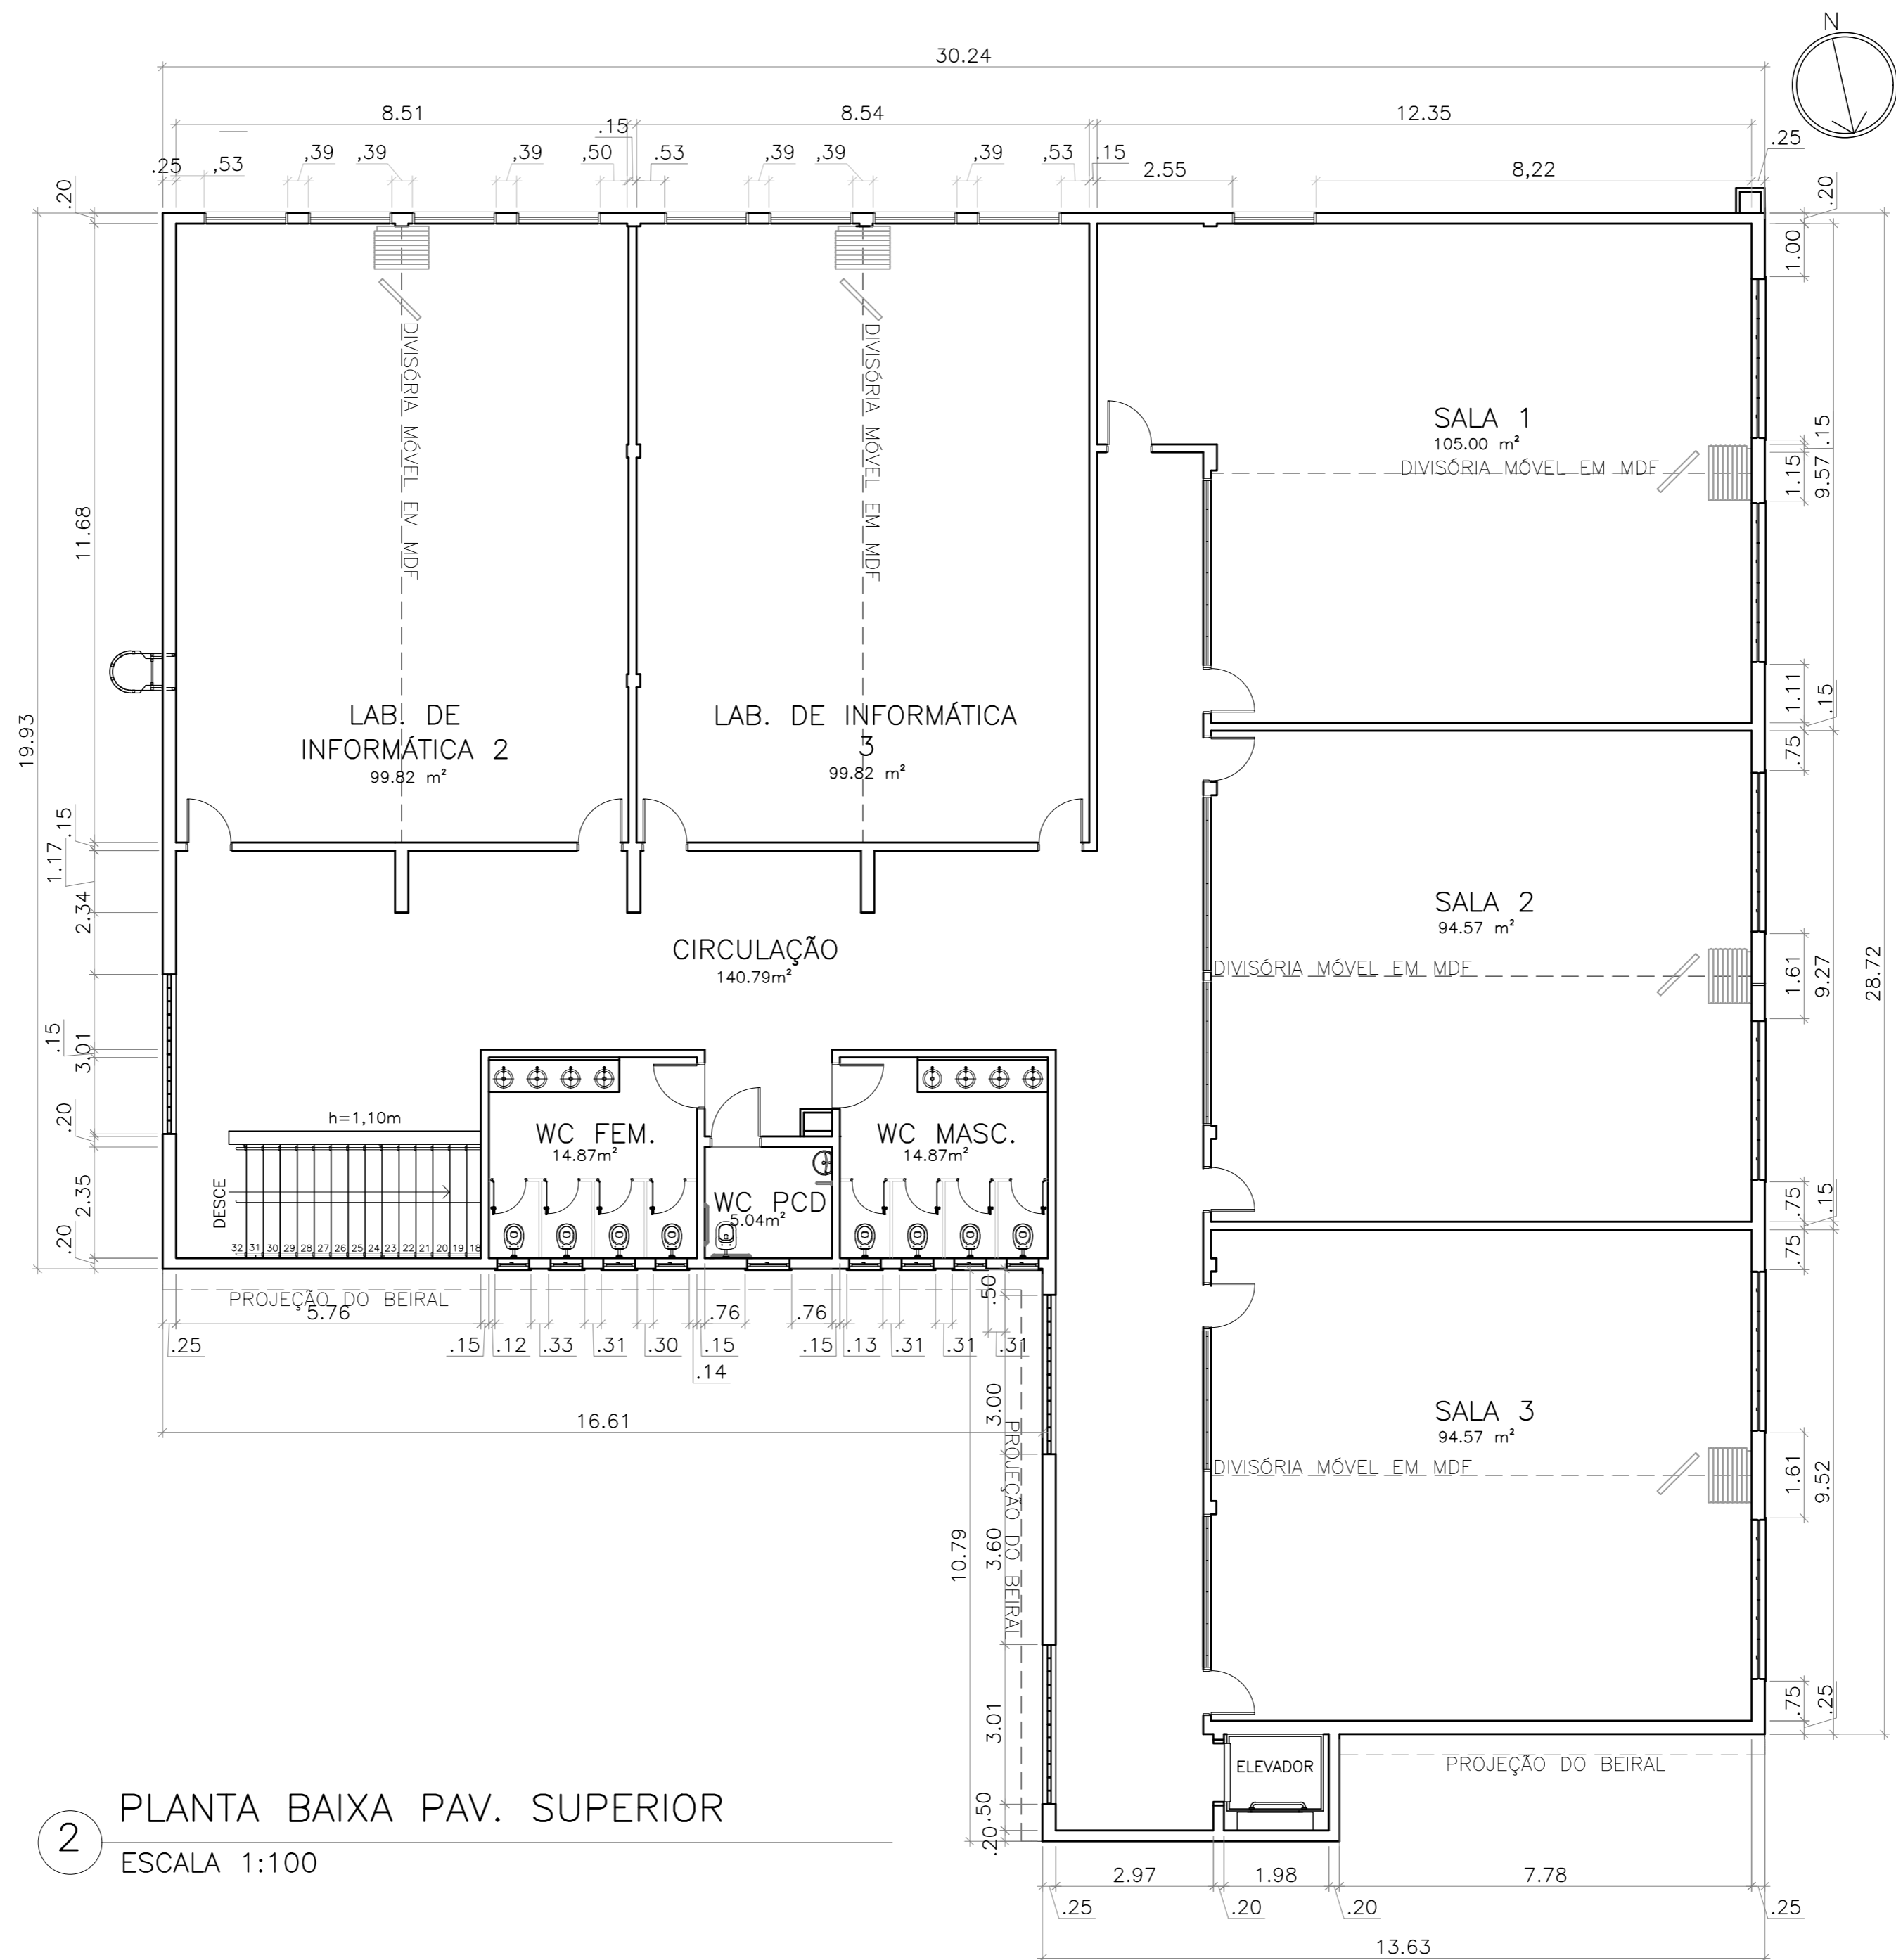 N
30.24
8.51
8.54
12.35
.15
.25
,53
,39
,39
,39
,50
.53
,39
,39
,39
,53
.15
2.55
8,22
.25
.20
.20
1.00
11.68
19.93
DIVISÓRIA MÓVEL EM MDF
DIVISÓRIA MÓVEL EM MDF
SALA 1
105.00 m²
DIVISÓRIA MÓVEL EM MDF
.15
1.15
9.57
LAB. DE
INFORMÁTICA 2
99.82 m²
LAB. DE INFORMÁTICA
3
99.82 m²
1.11
.15
.75
.15
1.17
2.34
SALA 2
94.57 m²
DIVISÓRIA MÓVEL EM MDF
1.61
9.27
28.72
CIRCULAÇÃO
140.79m²
.15
3.01
.20
2.35
.20
h=1,10m
DESCE
32 31 30 29 28 27 26 25 24 23 22 21 20 19 18
WC FEM.
14.87m²
WC PCD
5.04m²
WC MASC.
14.87m²
.75
.15
.75
PROJEÇÃO DO BEIRAL
5.76
.25
.15
.12
.33
.31
.30
.76
.15
.14
.76
.15
.13
.31
.31
.31
.50
16.61
3.00
PROJEÇÃO DO BEIRAL
10.79
3.60
3.01
.50
.20
SALA 3
94.57 m²
DIVISÓRIA MÓVEL EM MDF
1.61
9.52
.75
.25
ELEVADOR
PROJEÇÃO DO BEIRAL
2
PLANTA BAIXA PAV. SUPERIOR
ESCALA 1:100
2.97
1.98
7.78
.25
.20
.20
.25
13.63